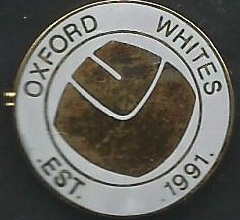 OXFORD WHITES
.EST. .1991.